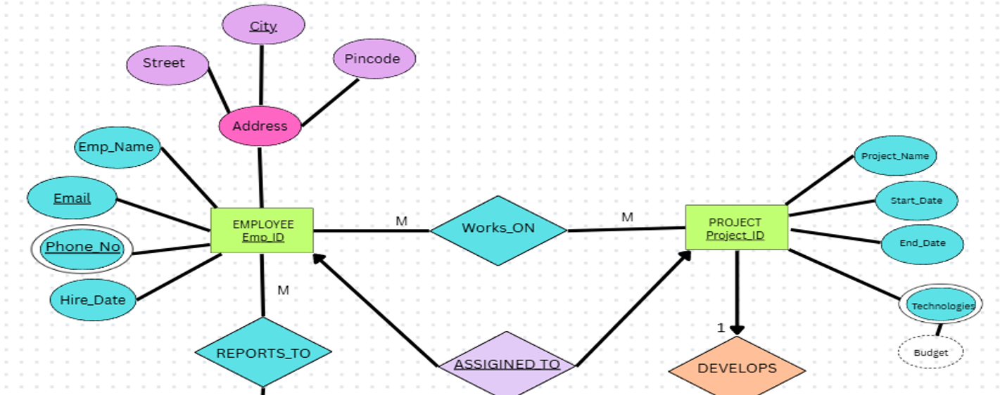 City
Street
Pincode
Address
Emp_Name
Project_Name
Email
Start_Date
EMPLOYEE
Emp_ID
M
Works_ON
M
PROJECT
Project_ID
End_Date
Phone_No
Hire_Date
M
Technologies
1
REPORTS_TO
ASSIGINED_TO
DEVELOPS
Budget